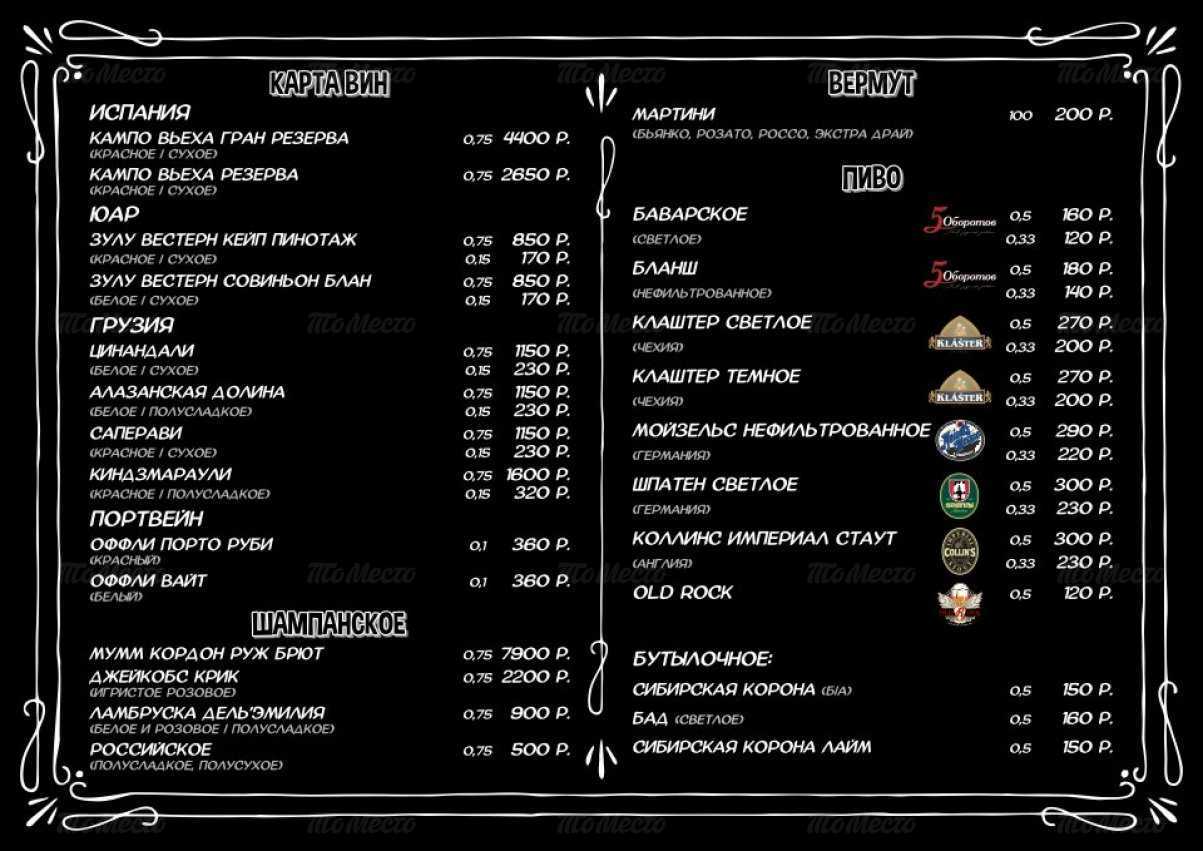 КАРТА ВИН
ИСПАНИЯ
КАМПО ВЬЕХА ГРАН РЕЗЕРВА 0,75 4400 Р.
(КРАСНОЕ / СУХОЕ)
КАМПО ВЬЕХА РЕЗЕРВА 0,75 2650 Р.
(КРАСНОЕ / СУХОЕ)
ЮАР
ЗУЛУ ВЕСТЕРН КЕЙП ПИНОТАЖ 0,75 850 Р.
(КРАСНОЕ / СУХОЕ) 0,15 170 Р.
ЗУЛУ ВЕСТЕРН СОВИНЬОН БЛАН 0,75 850 Р.
(БЕЛОЕ / СУХОЕ) 0,15 170 Р.
ГРУЗИЯ
ЦИНАНДАЛИ 0,75 1150 Р.
(БЕЛОЕ / СУХОЕ) 0,15 230 Р.
АЛАЗАНСКАЯ ДОЛИНА 0,75 1150 Р.
(БЕЛОЕ / ПОЛУСЛАДКОЕ) 0,15 230 Р.
САПЕРАВИ 0,75 1150 Р.
(КРАСНОЕ / СУХОЕ) 0,15 230 Р.
КИНДЗМАРАУЛИ 0,75 1600 Р.
(КРАСНОЕ / ПОЛУСЛАДКОЕ) 0,15 320 Р.
ПОРТВЕЙН
ОФФЛИ ПОРТО РУБИ 0,1 360 Р.
(КРАСНЫЙ)
ОФФЛИ ВАЙТ 0,1 360 Р.
(БЕЛЫЙ)
ШАМПАНСКОЕ
МУММ КОРДОН РУЖ БРЮТ 0,75 7900 Р.
ДЖЕЙКОБС КРИК 0,75 2200 Р.
(ИГРИСТОЕ РОЗОВОЕ)
ЛАМБРУСКА ДЕЛЬ'ЭМИЛИЯ 0,75 900 Р.
(БЕЛОЕ И РОЗОВОЕ / ПОЛУСЛАДКОЕ)
РОССИЙСКОЕ 0,75 500 Р.
(ПОЛУСЛАДКОЕ, ПОЛУСУХОЕ)
ВЕРМУТ
МАРТИНИ 100 200 Р.
(БЬЯНКО, РОЗАТО, РОССО, ЭКСТРА ДРАЙ)
ПИВО
БАВАРСКОЕ 5 Оборотов 0,5 160 Р.
(СВЕТЛОЕ) 0,33 120 Р.
БЛАНШ 5 Оборотов 0,5 180 Р.
(НЕФИЛЬТРОВАННОЕ) 0,33 140 Р.
КЛАШТЕР СВЕТЛОЕ KLÁŠTER 0,5 270 Р.
(ЧЕХИЯ) 0,33 200 Р.
КЛАШТЕР ТЕМНОЕ KLÁŠTER 0,5 270 Р.
(ЧЕХИЯ) 0,33 200 Р.
МОЙЗЕЛЬС НЕФИЛЬТРОВАННОЕ 0,5 290 Р.
(ГЕРМАНИЯ) 0,33 220 Р.
ШПАТЕН СВЕТЛОЕ 0,5 300 Р.
(ГЕРМАНИЯ) 0,33 230 Р.
КОЛЛИНС ИМПЕРИАЛ СТАУТ COLLIN'S 0,5 300 Р.
(АНГЛИЯ) 0,33 230 Р.
OLD ROCK 0,5 120 Р.
БУТЫЛОЧНОЕ:
СИБИРСКАЯ КОРОНА (Б/А) 0,5 150 Р.
БАД (СВЕТЛОЕ) 0,5 160 Р.
СИБИРСКАЯ КОРОНА ЛАЙМ 0,5 150 Р.